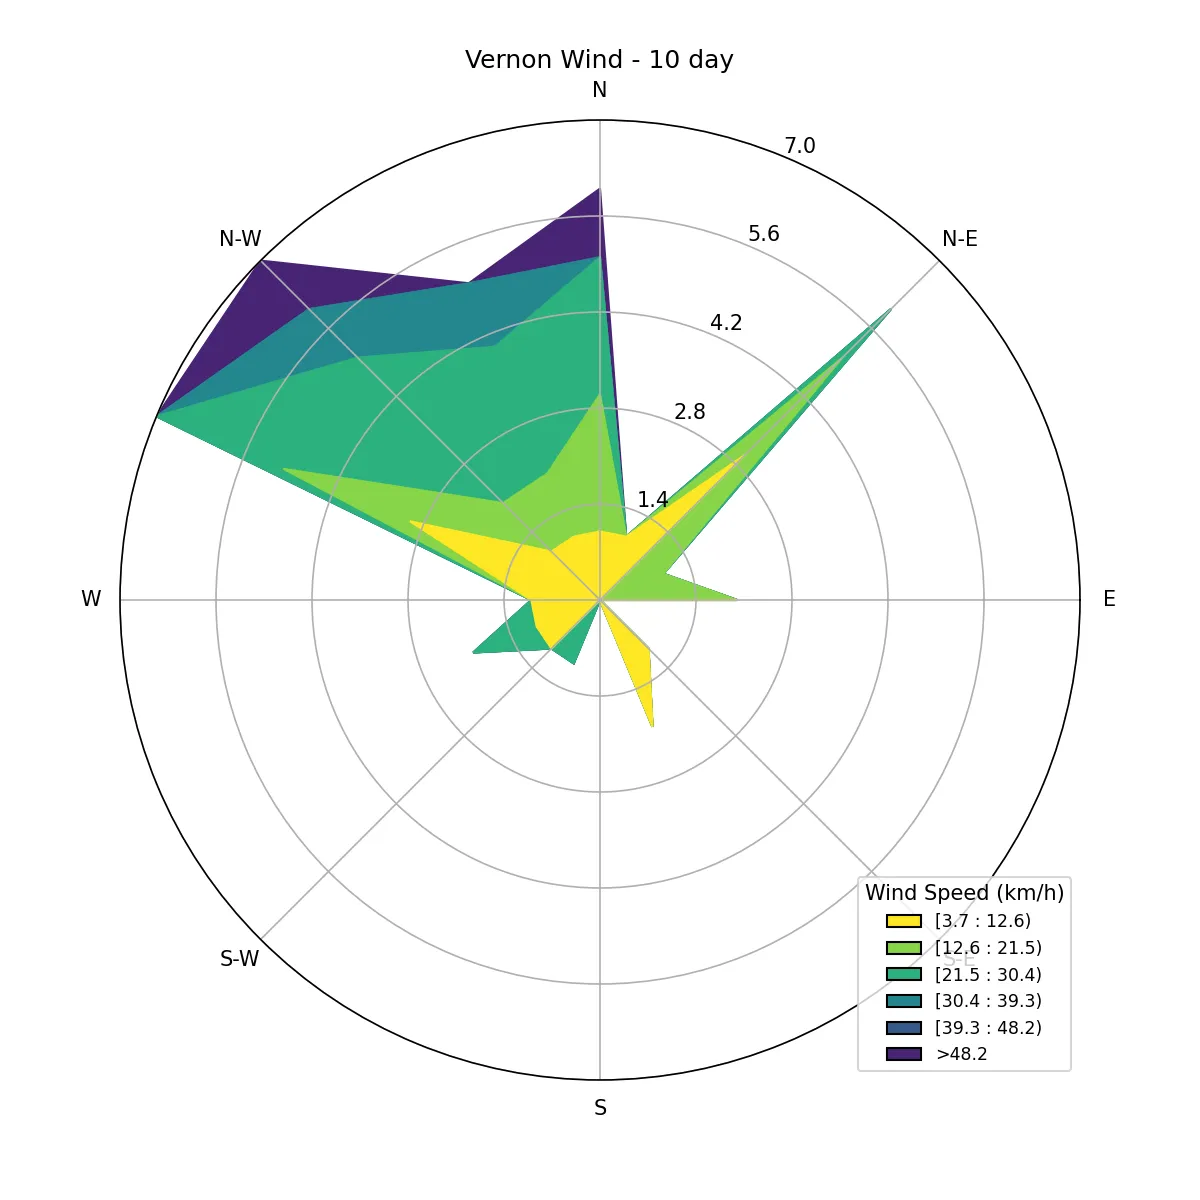 Vernon Wind - 10 day
N
7.0
N-W
5.6
N-E
4.2
2.8
1.4
W
E
Wind Speed (km/h)
[3.7 : 12.6)
[12.6 : 21.5)
S-W
S-E
[21.5 : 30.4)
[30.4 : 39.3)
[39.3 : 48.2)
>48.2
S